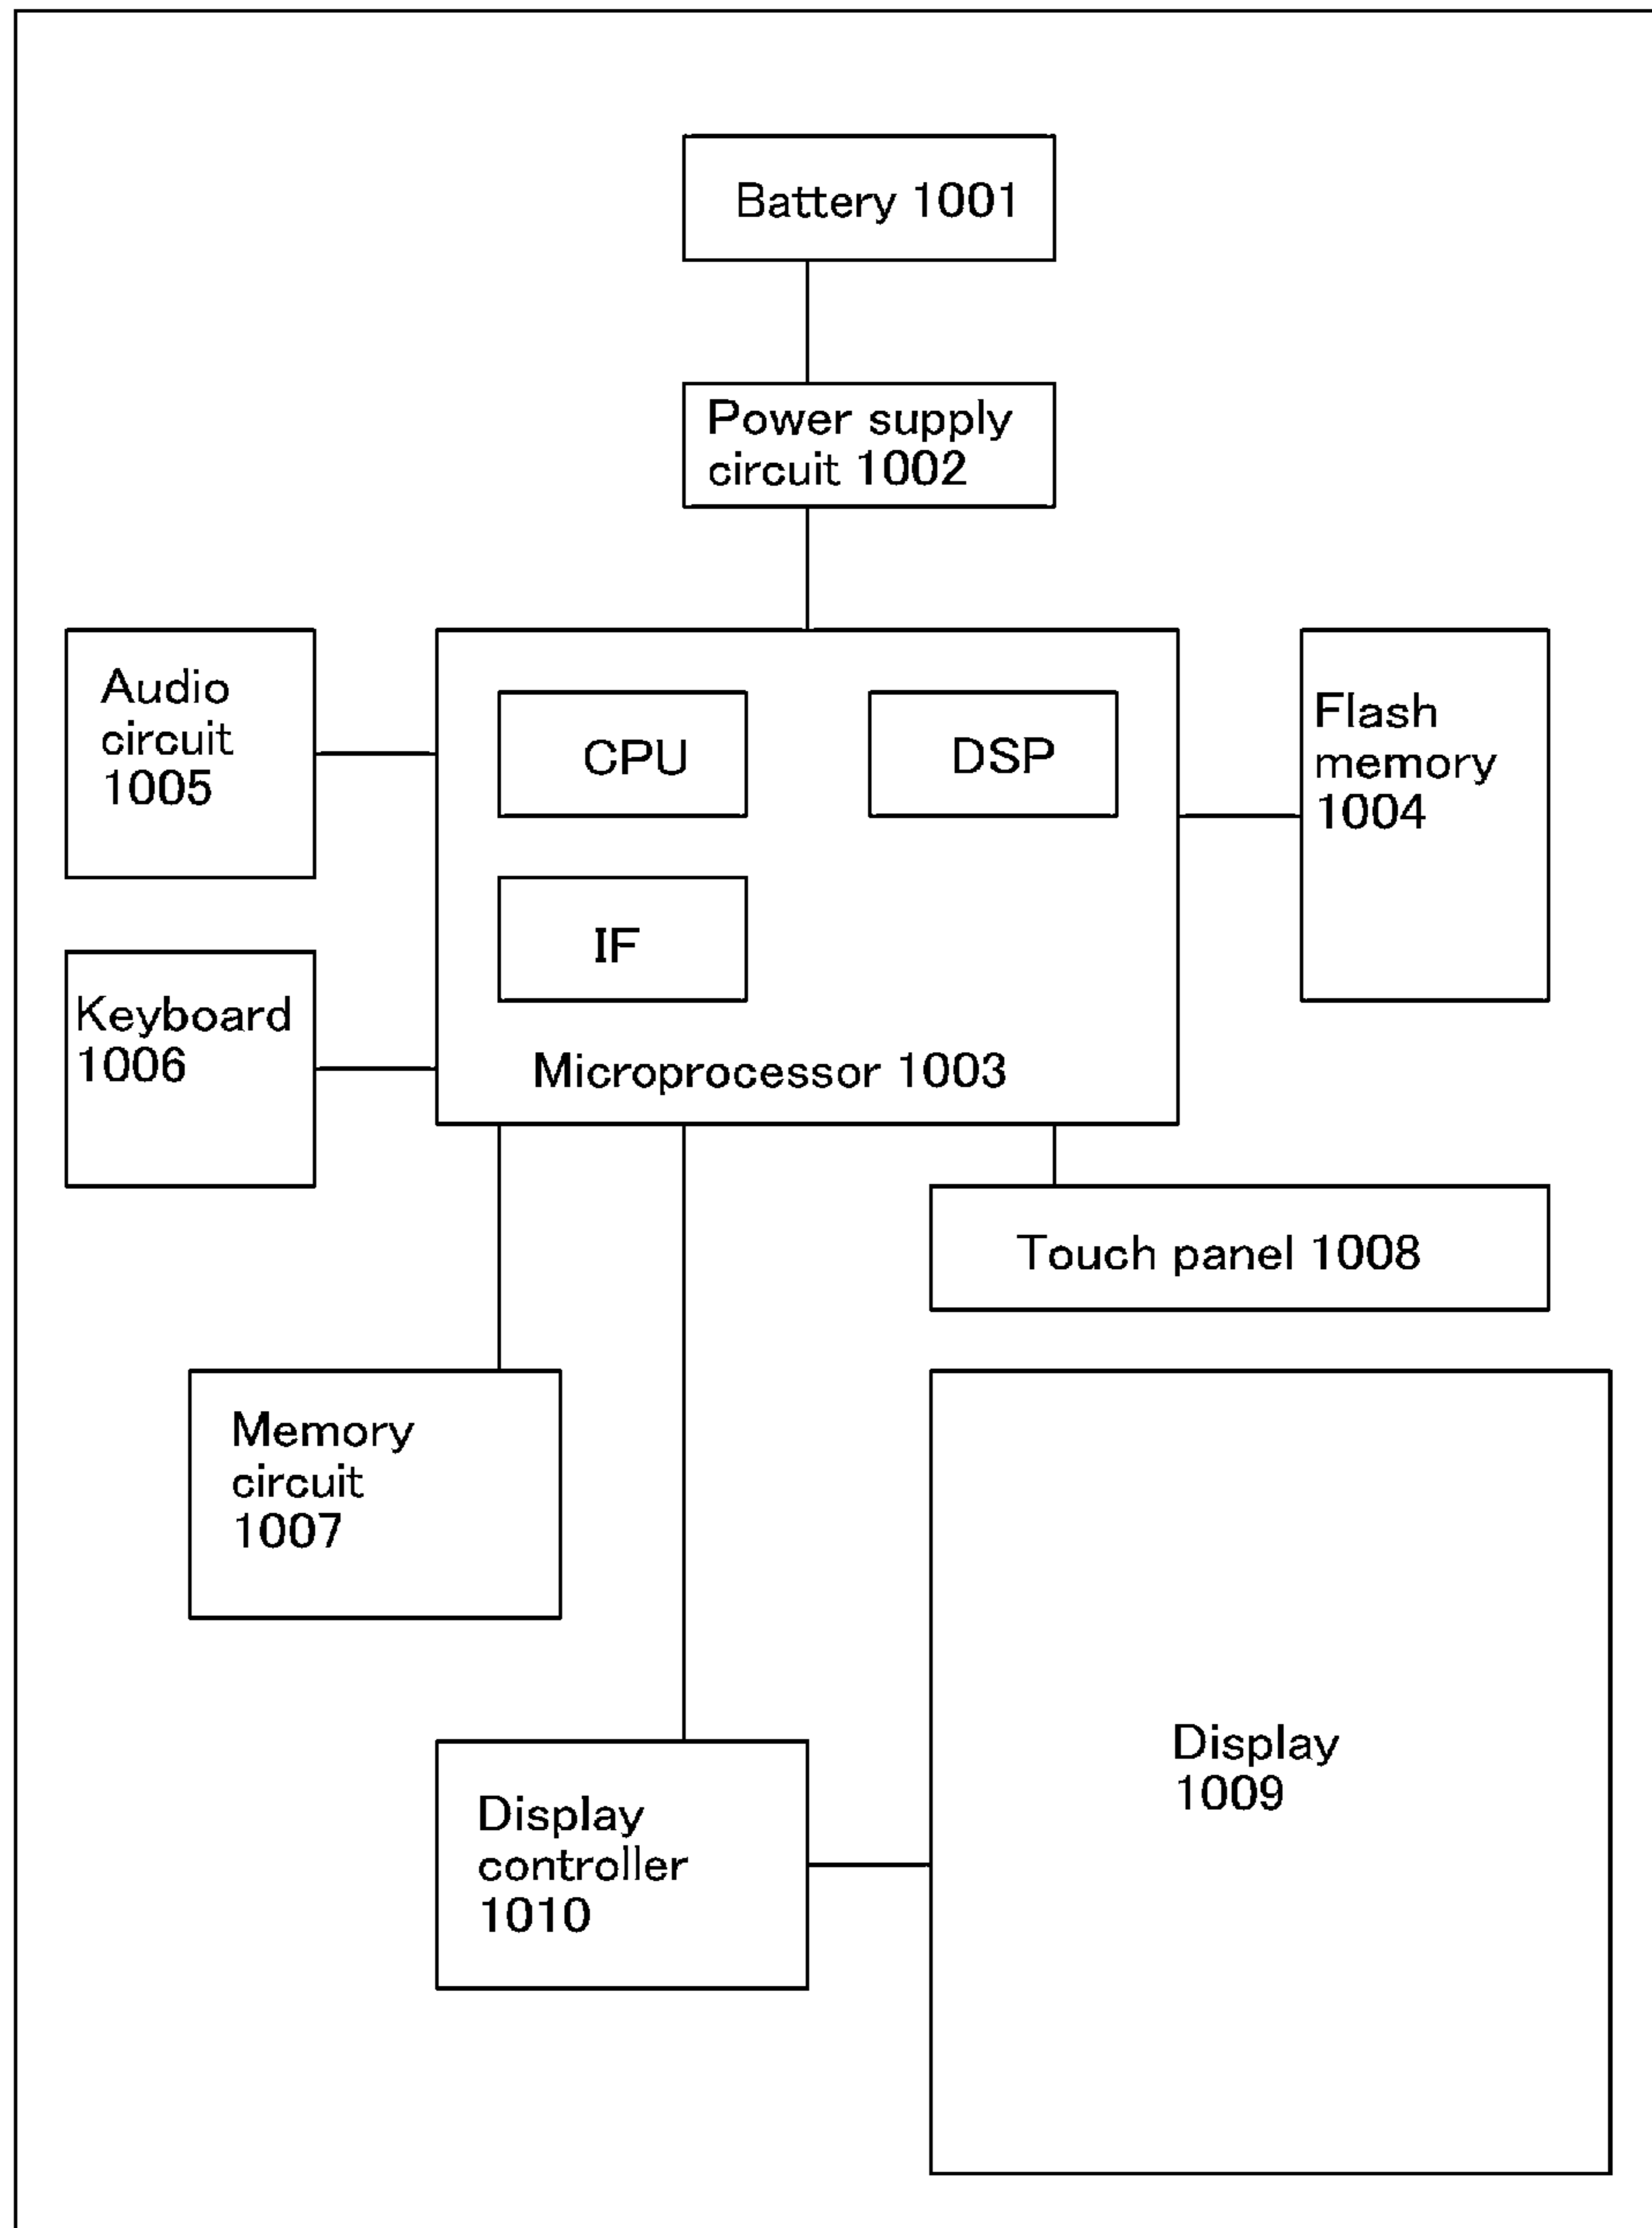 Battery 1001
Power supply
circuit 1002
Audio
circuit
1005
CPU
DSP
Flash
memory
1004
IF
Keyboard
1006
Microprocessor 1003
Touch panel 1008
Memory
circuit
1007
Display
1009
Display
controller
1010